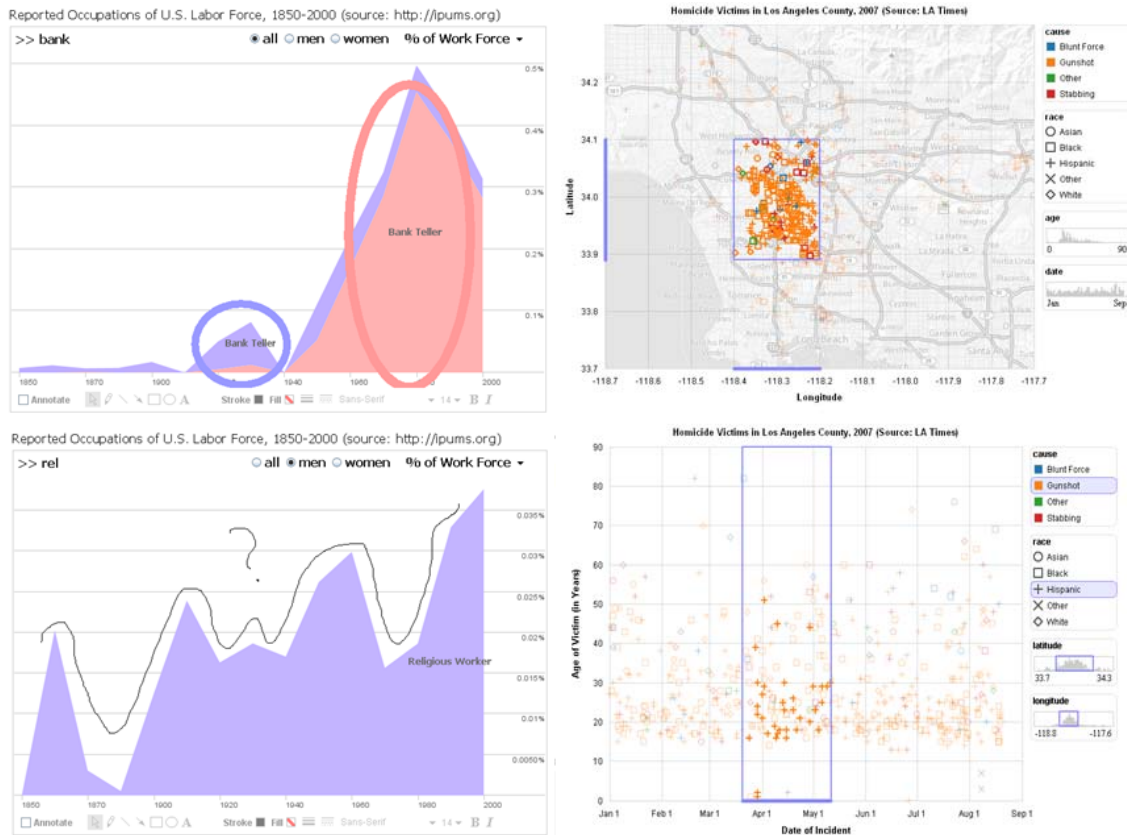 Reported Occupations of U.S. Labor Force, 1850-2000 (source: http://ipums.org)
>> bank
all men women % of Work Force
0.5%
0.4%
0.3%
0.2%
0.1%
Bank Teller
Bank Teller
1850 1870 1900 1940 1980 2000
Annotate A Stroke Fill Sans-Serif 14 B I
Homicide Victims in Los Angeles County, 2007 (Source: LA Times)
Latitude
34.2
34.1
34.0
33.9
33.8
33.7
-118.7 -118.6 -118.5 -118.4 -118.3 -118.2 -118.1 -118.0 -117.9 -117.8 -117.7
Longitude
Long Beach
cause
Blunt Force
Gunshot
Other
Stabbing
race
Asian
Black
Hispanic
Other
White
age
0 90
date
Jan Sep
Reported Occupations of U.S. Labor Force, 1850-2000 (source: http://ipums.org)
>> rel
all men women % of Work Force
?
0.035%
0.03%
0.025%
0.02%
0.015%
0.01%
0.0050%
Religious Worker
1850 1870 1900 1920 1940 1980 2000
Annotate A Stroke Fill Sans-Serif 14 B I
Homicide Victims in Los Angeles County, 2007 (Source: LA Times)
Age of Victim (in Years)
90
80
70
60
50
40
30
20
10
0
Jan 1 Feb 1 Mar 1 Apr 1 May 1 Jun 1 Jul 1 Aug 1 Sep 1
Date of Incident
cause
Blunt Force
Gunshot
Other
Stabbing
race
Asian
Black
Hispanic
Other
White
latitude
33.7 34.3
longitude
-118.8 -117.6